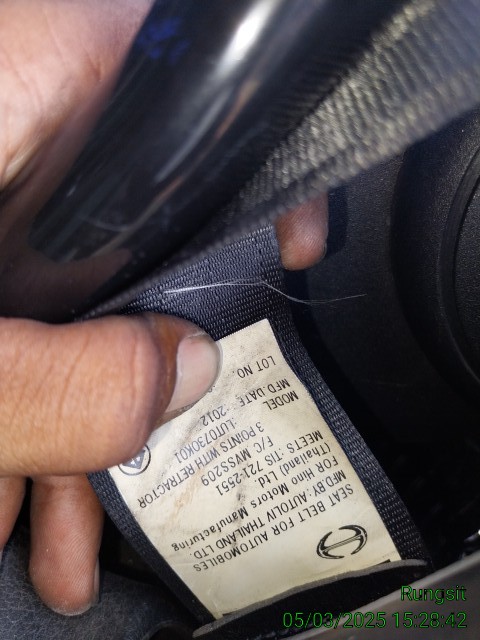 SEAT BELT FOR AUTOMOBILES
MFD BY: AUTOLIV THAILAND LTD.
FOR Hino Motors Manufacturing
(Thailand) Ltd.
MEETS :TIS 721-2551
F/C MVSS209
3 POINTS WITH RETRACTOR
MODEL :LUT0730K01
MFD.DATE :2012
LOT NO
Rungsit
05/03/2025 15:28:42